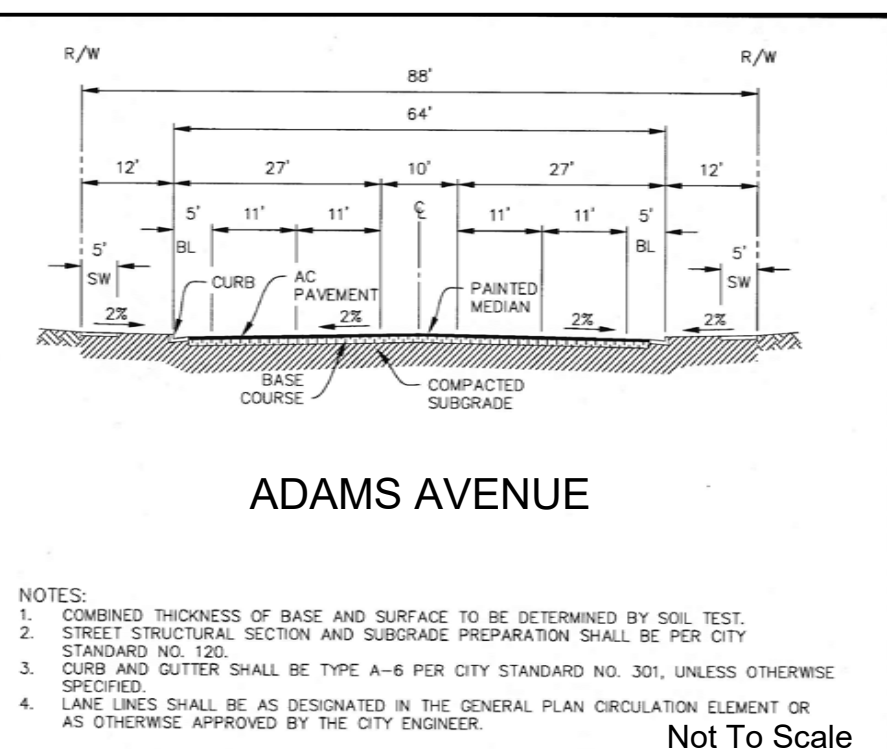 R/W R/W
88'
64'
12' 27' 10' 27' 12'
5' 11' 11' ℄ 11' 11' 5'
BL BL
5' 5'
SW SW
CURB
AC
PAVEMENT
PAINTED
MEDIAN
2% 2% 2% 2%
BASE
COURSE
COMPACTED
SUBGRADE
ADAMS AVENUE
NOTES:
1. COMBINED THICKNESS OF BASE AND SURFACE TO BE DETERMINED BY SOIL TEST.
2. STREET STRUCTURAL SECTION AND SUBGRADE PREPARATION SHALL BE PER CITY
STANDARD NO. 120.
3. CURB AND GUTTER SHALL BE TYPE A-6 PER CITY STANDARD NO. 301, UNLESS OTHERWISE
SPECIFIED.
4. LANE LINES SHALL BE AS DESIGNATED IN THE GENERAL PLAN CIRCULATION ELEMENT OR
AS OTHERWISE APPROVED BY THE CITY ENGINEER.
Not To Scale